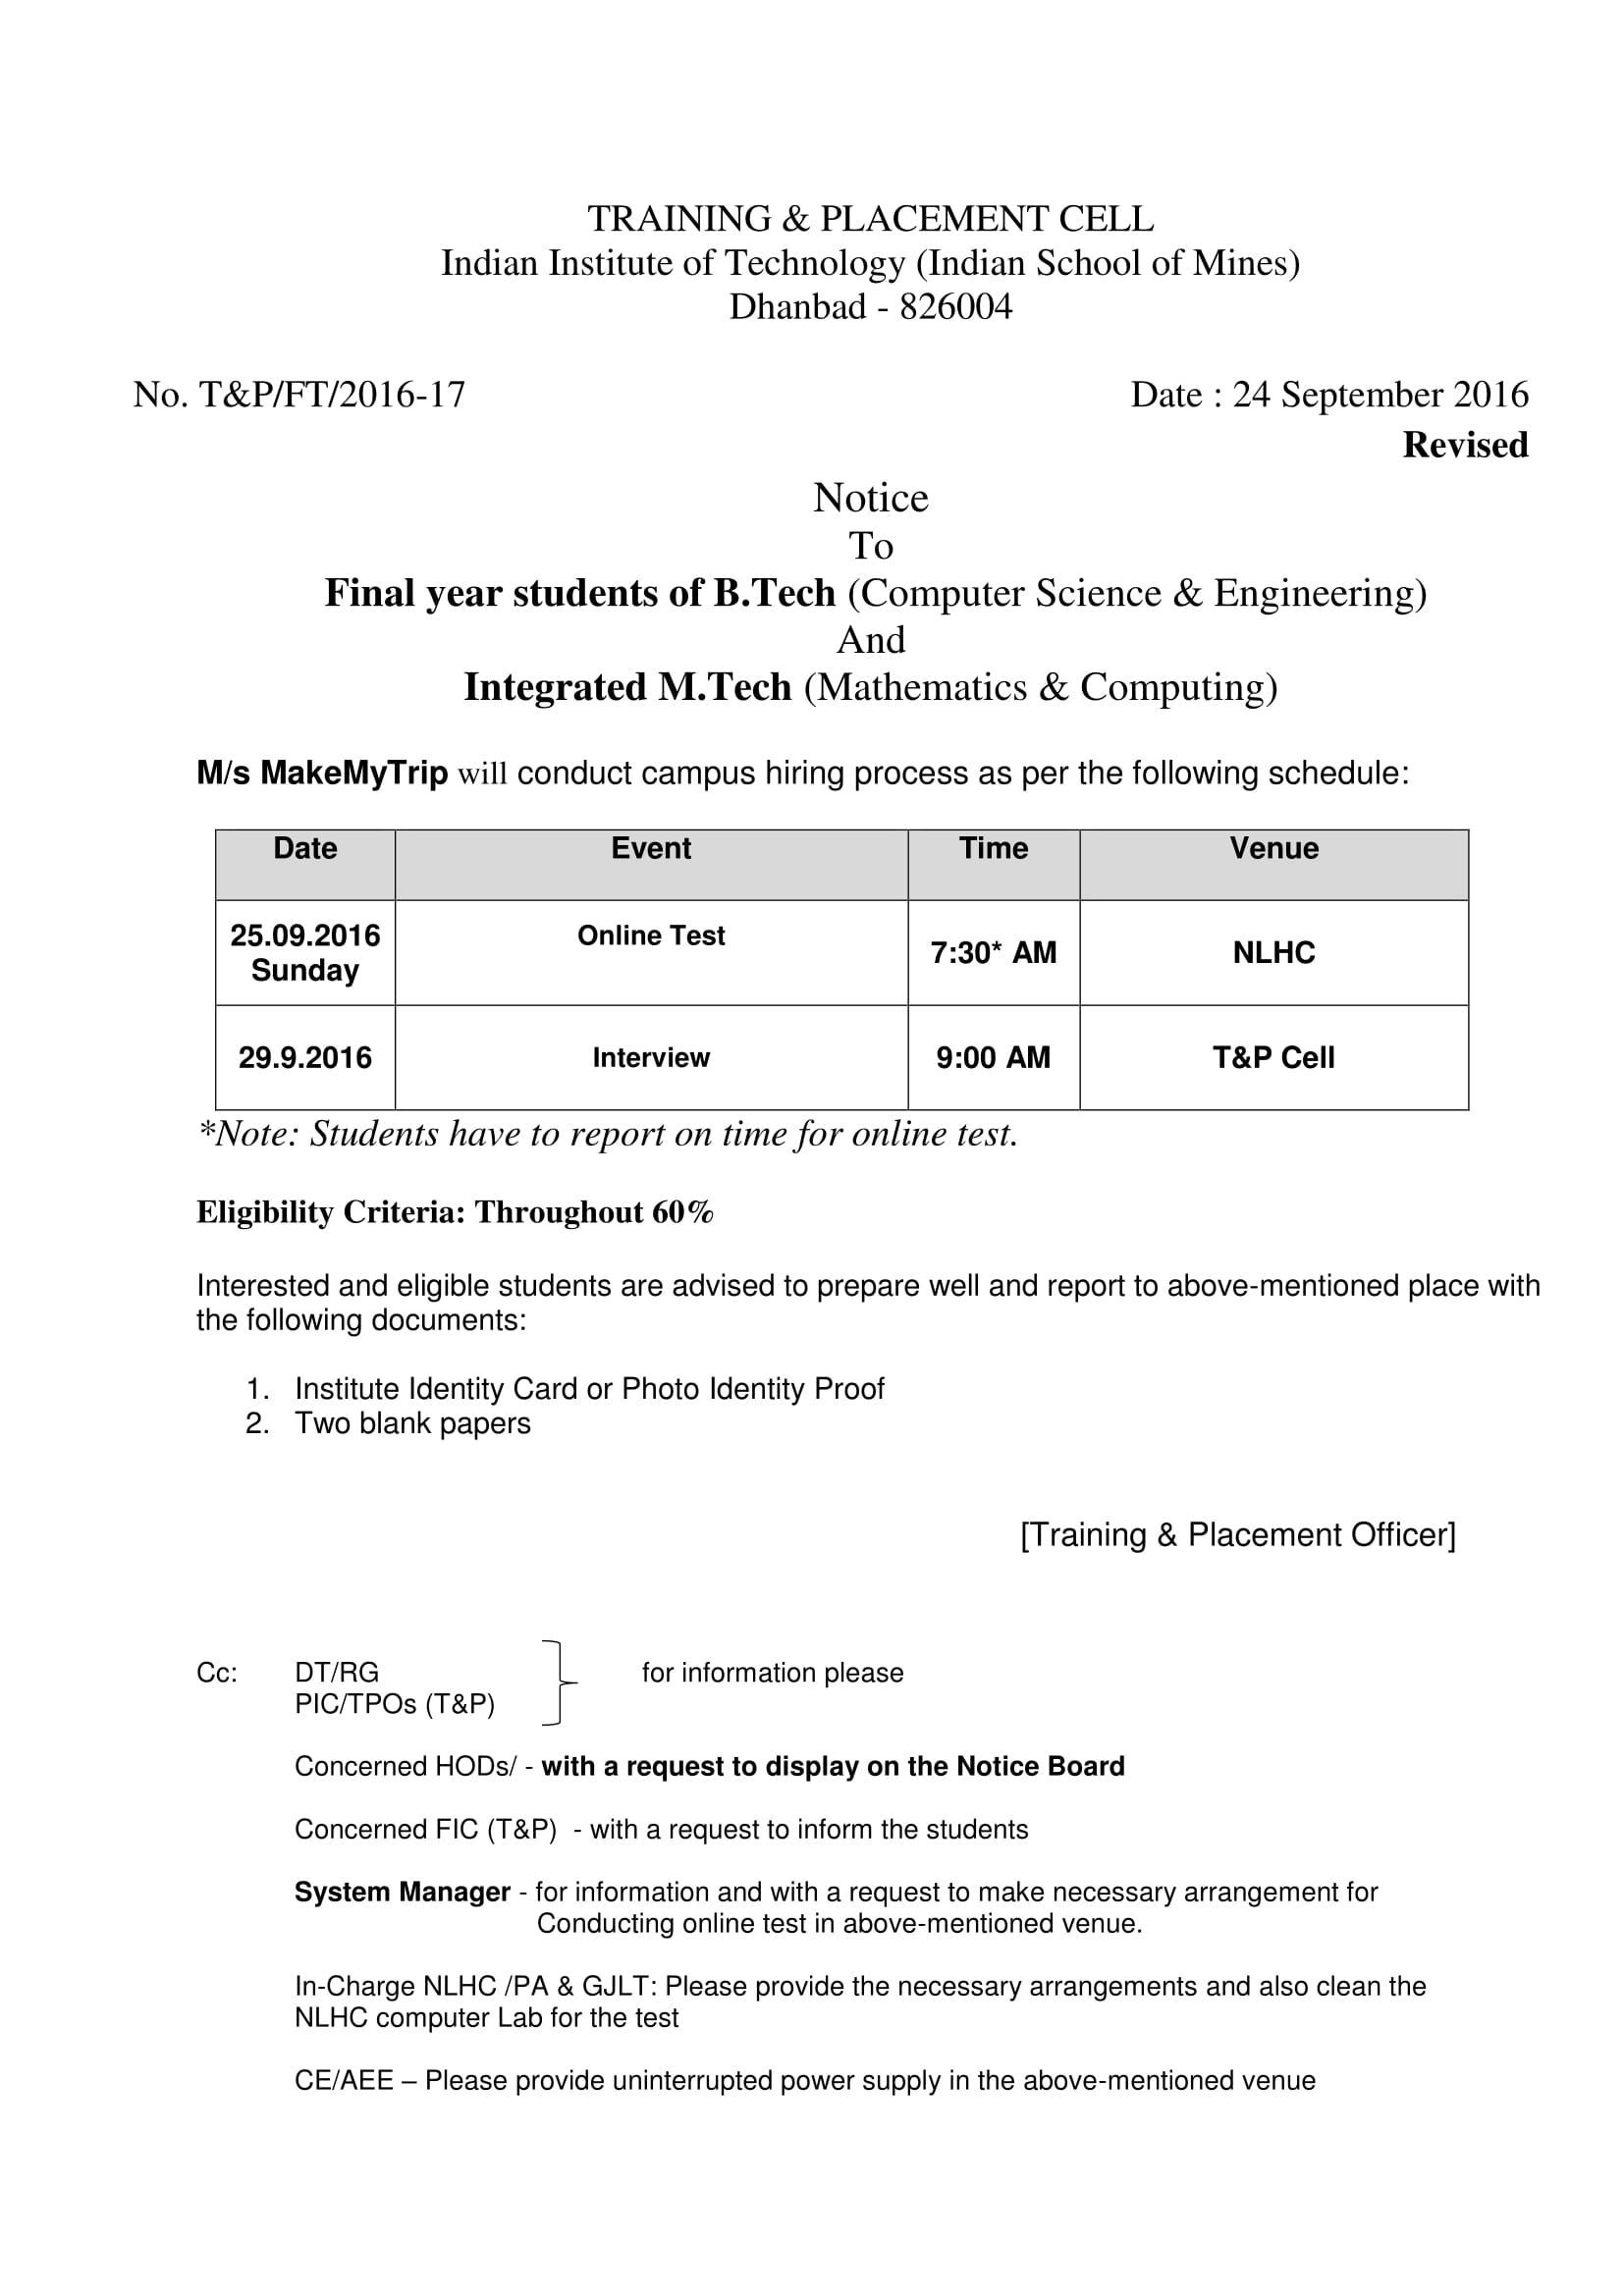 TRAINING & PLACEMENT CELL
Indian Institute of Technology (Indian School of Mines)
Dhanbad - 826004
No. T&P/FT/2016-17 Date : 24 September 2016
Revised
Notice
To
Final year students of B.Tech (Computer Science & Engineering)
And
Integrated M.Tech (Mathematics & Computing)
M/s MakeMyTrip will conduct campus hiring process as per the following schedule:
Date Event Time Venue
25.09.2016 Online Test 7:30* AM NLHC
Sunday
29.9.2016 Interview 9:00 AM T&P Cell
*Note: Students have to report on time for online test.
Eligibility Criteria: Throughout 60%
Interested and eligible students are advised to prepare well and report to above-mentioned place with
the following documents:
1. Institute Identity Card or Photo Identity Proof
2. Two blank papers
[Training & Placement Officer]
Cc: DT/RG for information please
PIC/TPOs (T&P)
Concerned HODs/ - with a request to display on the Notice Board
Concerned FIC (T&P) - with a request to inform the students
System Manager - for information and with a request to make necessary arrangement for
Conducting online test in above-mentioned venue.
In-Charge NLHC /PA & GJLT: Please provide the necessary arrangements and also clean the
NLHC computer Lab for the test
CE/AEE – Please provide uninterrupted power supply in the above-mentioned venue